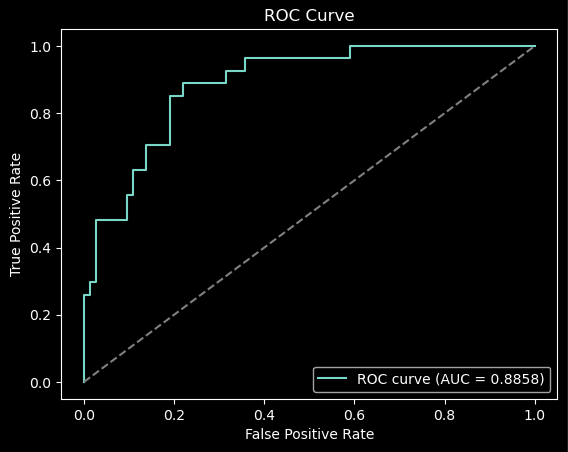 ROC Curve
True Positive Rate
1.0
0.8
0.6
0.4
0.2
0.0
ROC curve (AUC = 0.8858)
0.0 0.2 0.4 0.6 0.8 1.0
False Positive Rate